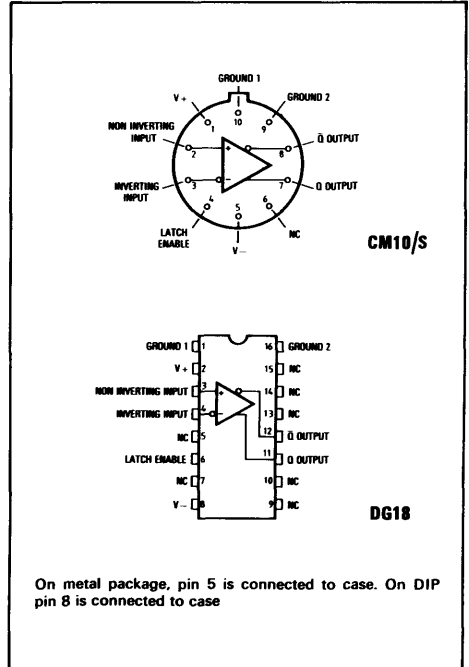 GROUND 1
V+
GROUND 2
10
1
9
NON INVERTING
INPUT
2
+
8
Q̄ OUTPUT
INVERTING
INPUT
3
−
7
Q OUTPUT
4
5
6
LATCH
ENABLE
V−
NC
CM10/S
GROUND 1 1
16 GROUND 2
V+ 2
15 NC
NON INVERTING INPUT 3
+
14 NC
INVERTING INPUT 4
−
13 NC
NC 5
12 Q̄ OUTPUT
LATCH ENABLE 6
11 Q OUTPUT
NC 7
10 NC
V− 8
9 NC
DG18
On metal package, pin 5 is connected to case. On DIP
pin 8 is connected to case